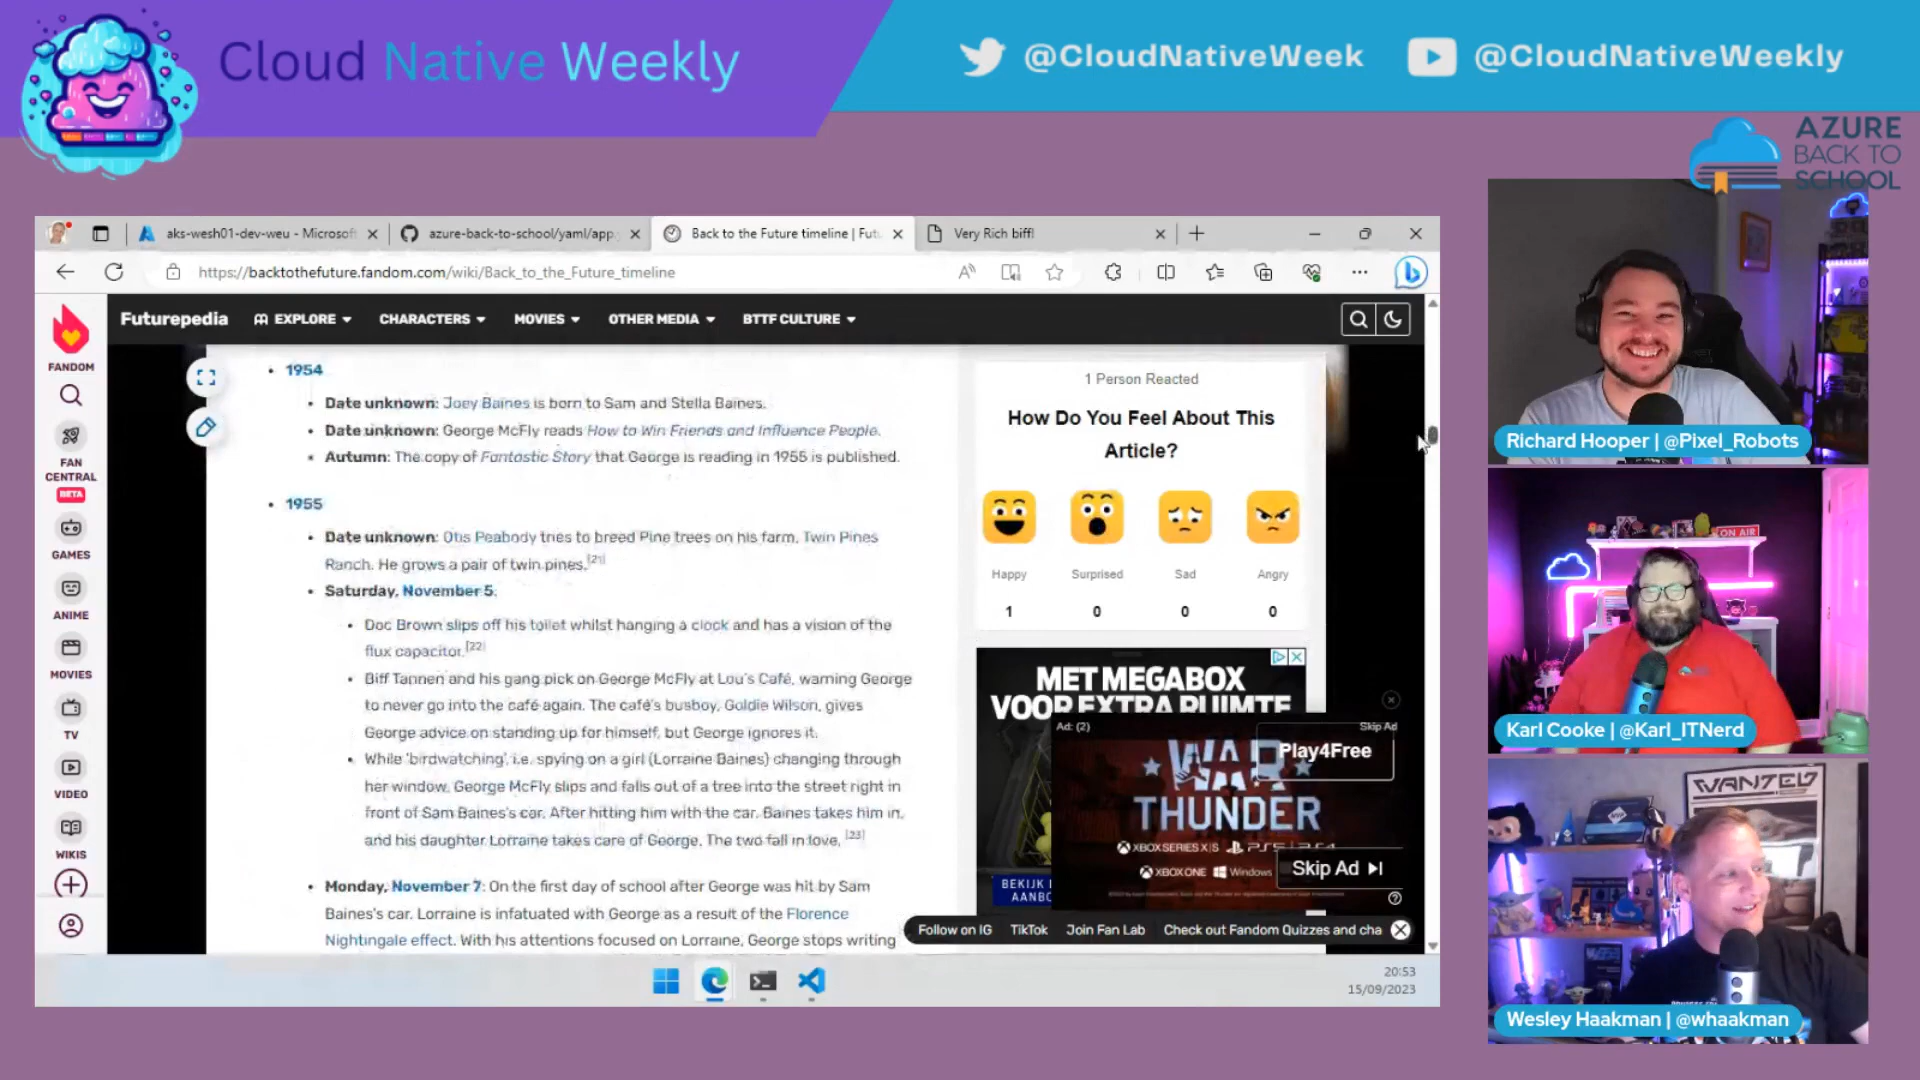 Cloud Native Weekly
@CloudNativeWeek
@CloudNativeWeekly
AZURE
BACK TO
SCHOOL
aks-wesh01-dev-weu - Microsoft
azure-back-to-school/yaml/app
Back to the Future timeline | Fut
Very Rich biff!
https://backtothefuture.fandom.com/wiki/Back_to_the_Future_timeline
Futurepedia
EXPLORE
CHARACTERS
MOVIES
OTHER MEDIA
BTTF CULTURE
FANDOM
FAN
CENTRAL
BETA
GAMES
ANIME
MOVIES
TV
VIDEO
WIKIS
1954
Date unknown: Joey Baines is born to Sam and Stella Baines.
Date unknown: George McFly reads How to Win Friends and Influence People.
Autumn: The copy of Fantastic Story that George is reading in 1955 is published.
1955
Date unknown: Otis Peabody tries to breed Pine trees on his farm, Twin Pines
Ranch. He grows a pair of twin pines.[21]
Saturday, November 5:
Doc Brown slips off his toilet whilst hanging a clock and has a vision of the
flux capacitor.[22]
Biff Tannen and his gang pick on George McFly at Lou's Café, warning George
to never go into the café again. The café's busboy, Goldie Wilson, gives
George advice on standing up for himself, but George ignores it.
While 'birdwatching', i.e. spying on a girl (Lorraine Baines) changing through
her window, George McFly slips and falls out of a tree into the street right in
front of Sam Baines's car. After hitting him with the car, Baines takes him in,
and his daughter Lorraine takes care of George. The two fall in love.[23]
Monday, November 7: On the first day of school after George was hit by Sam
Baines's car, Lorraine is infatuated with George as a result of the Florence
Nightingale effect. With his attentions focused on Lorraine, George stops writing
1 Person Reacted
How Do You Feel About This
Article?
Happy
Surprised
Sad
Angry
1
0
0
0
MET MEGABOX
VOOR EXTRA RUIMTE
Ad: (2)
Skip Ad
Play4Free
WAR
THUNDER
XBOX SERIES X|S
PS5
PS4
XBOX ONE
Windows
Skip Ad
BEKIJK
AANBO
Follow on IG
TikTok
Join Fan Lab
Check out Fandom Quizzes and cha
20:53
15/09/2023
Richard Hooper | @Pixel_Robots
ON AIR
Karl Cooke | @Karl_ITNerd
WANTED
Wesley Haakman | @whaakman